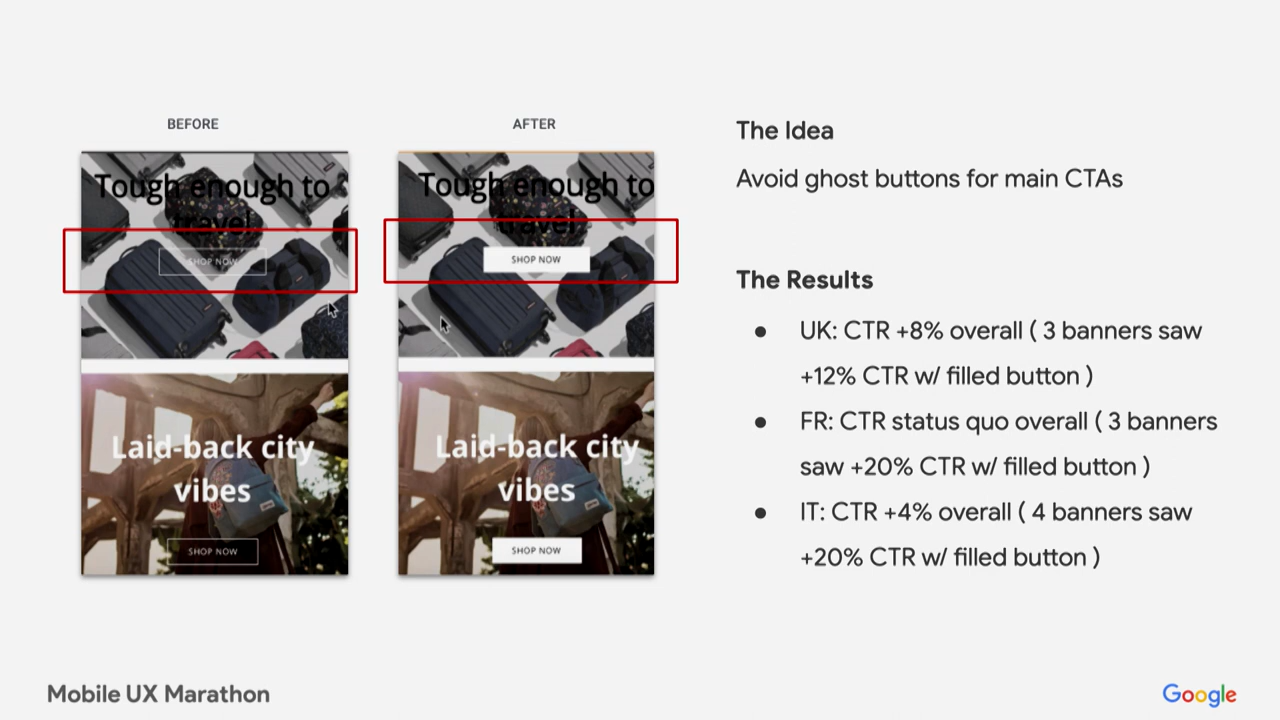 BEFORE
Tough enough to
travel
SHOP NOW
Laid-back city
vibes
SHOP NOW
AFTER
Tough enough to
travel
SHOP NOW
Laid-back city
vibes
SHOP NOW
The Idea
Avoid ghost buttons for main CTAs
The Results
● UK: CTR +8% overall ( 3 banners saw
+12% CTR w/ filled button )
● FR: CTR status quo overall ( 3 banners
saw +20% CTR w/ filled button )
● IT: CTR +4% overall ( 4 banners saw
+20% CTR w/ filled button )
Mobile UX Marathon
Google